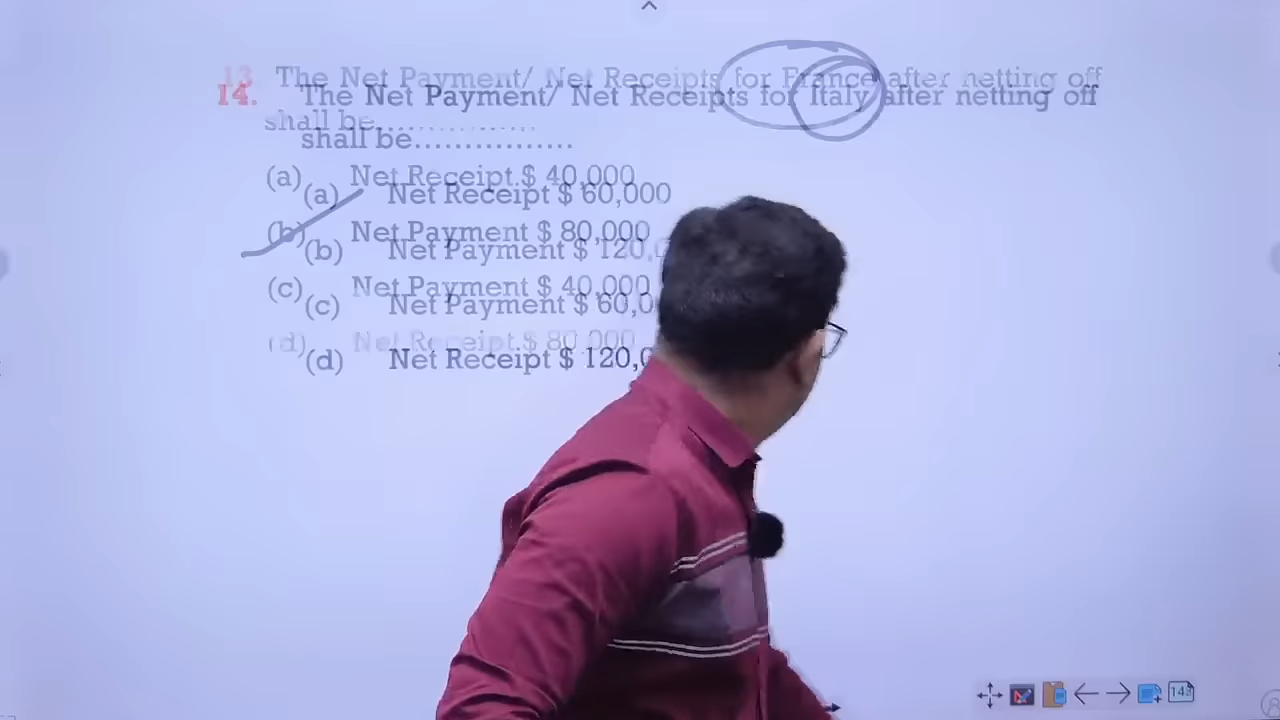 13. The Net Payment/ Net Receipts for France after netting off
shall be................
(a) Net Receipt $ 40,000
(b) Net Payment $ 80,000
(c) Net Payment $ 40,000
(d) Net Receipt $ 80,000
14. The Net Payment/ Net Receipts for Italy after netting off
shall be................
(a) Net Receipt $ 60,000
(b) Net Payment $ 120,
(c) Net Payment $ 60,0
(d) Net Receipt $ 120,0